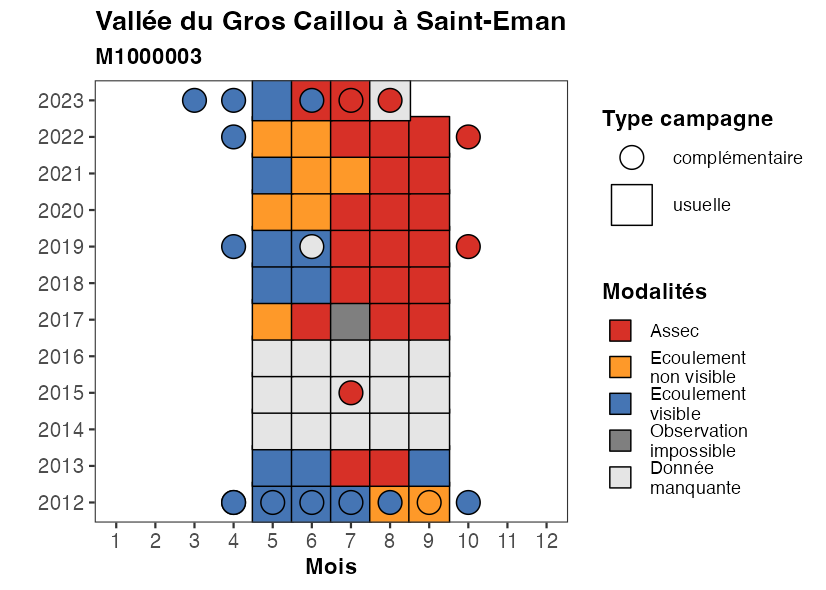 Vallée du Gros Caillou à Saint-Eman
M1000003
2023
2022
2021
2020
2019
2018
2017
2016
2015
2014
2013
2012
1 2 3 4 5 6 7 8 9 10 11 12
Mois
Type campagne
complémentaire
usuelle
Modalités
Assec
Ecoulement
non visible
Ecoulement
visible
Observation
impossible
Donnée
manquante